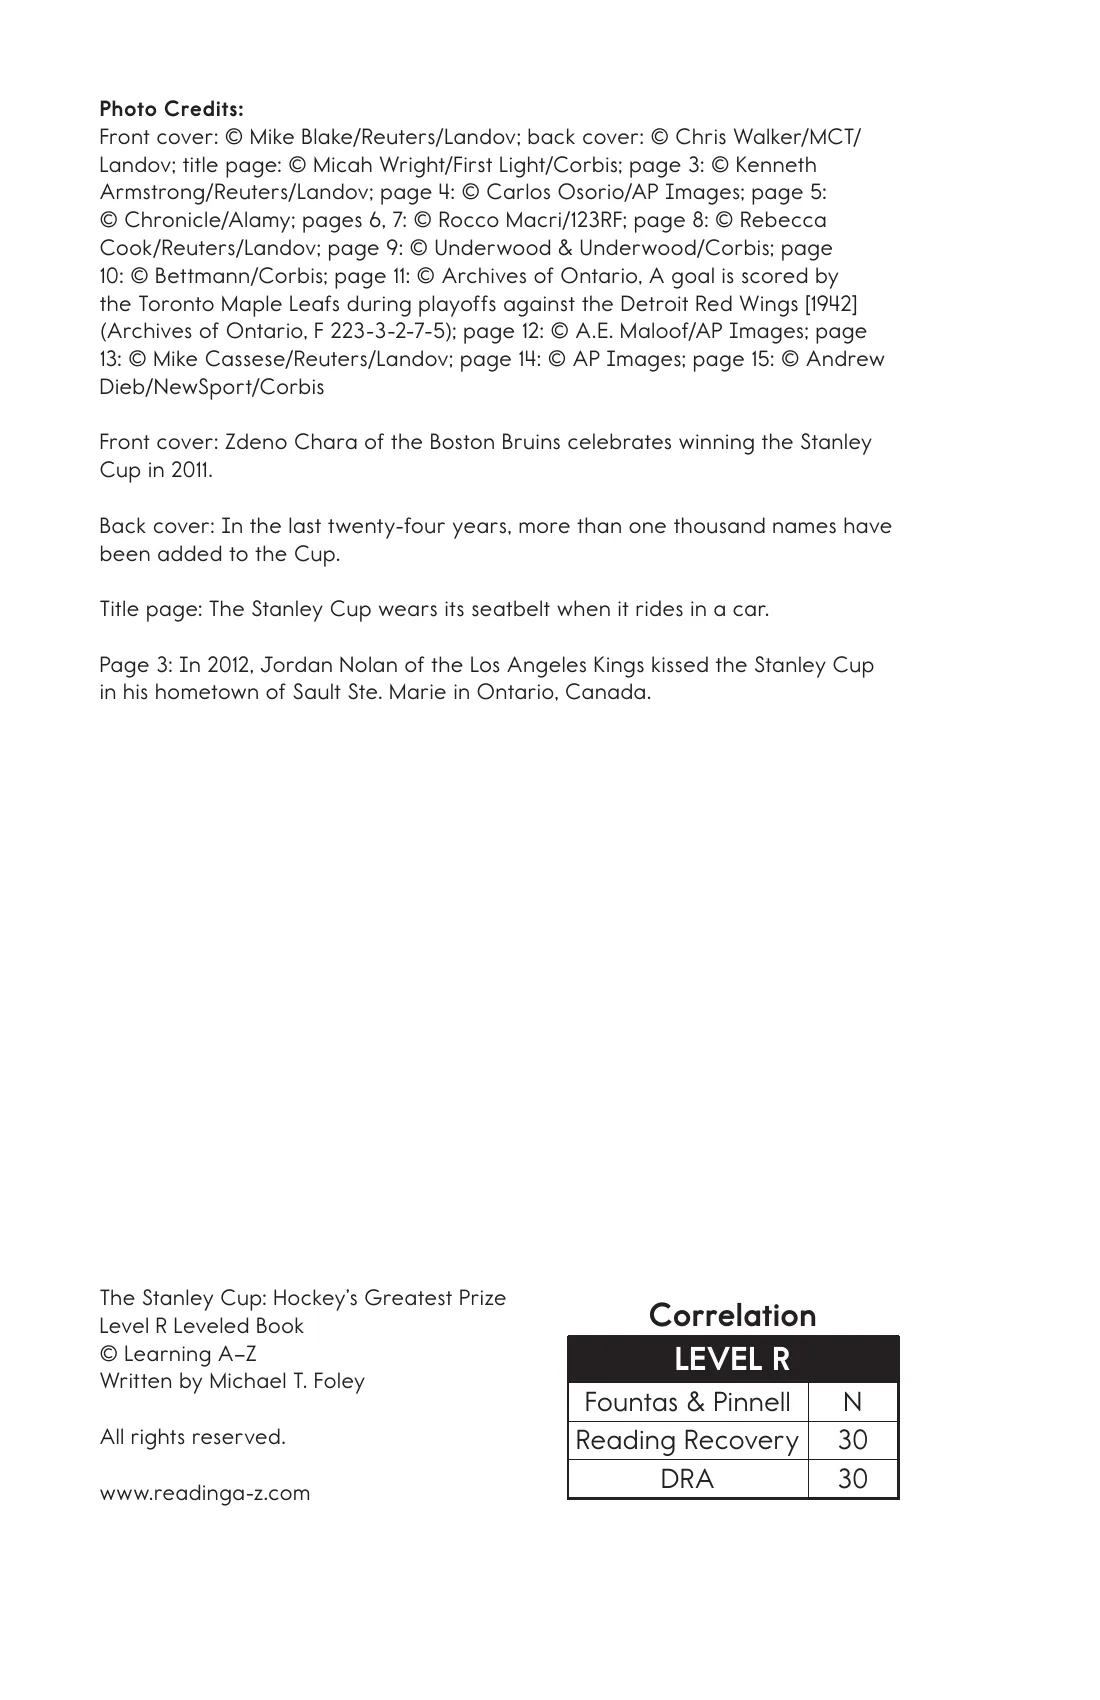 Photo Credits:
Front cover: © Mike Blake/Reuters/Landov; back cover: © Chris Walker/MCT/
Landov; title page: © Micah Wright/First Light/Corbis; page 3: © Kenneth
Armstrong/Reuters/Landov; page 4: © Carlos Osorio/AP Images; page 5:
© Chronicle/Alamy; pages 6, 7: © Rocco Macri/123RF; page 8: © Rebecca
Cook/Reuters/Landov; page 9: © Underwood & Underwood/Corbis; page
10: © Bettmann/Corbis; page 11: © Archives of Ontario, A goal is scored by
the Toronto Maple Leafs during playoffs against the Detroit Red Wings [1942]
(Archives of Ontario, F 223-3-2-7-5); page 12: © A.E. Maloof/AP Images; page
13: © Mike Cassese/Reuters/Landov; page 14: © AP Images; page 15: © Andrew
Dieb/NewSport/Corbis
Front cover: Zdeno Chara of the Boston Bruins celebrates winning the Stanley
Cup in 2011.
Back cover: In the last twenty-four years, more than one thousand names have
been added to the Cup.
Title page: The Stanley Cup wears its seatbelt when it rides in a car.
Page 3: In 2012, Jordan Nolan of the Los Angeles Kings kissed the Stanley Cup
in his hometown of Sault Ste. Marie in Ontario, Canada.
The Stanley Cup: Hockey's Greatest Prize
Level R Leveled Book
© Learning A–Z
Written by Michael T. Foley
All rights reserved.
www.readinga-z.com
Correlation
LEVEL R
Fountas & Pinnell N
Reading Recovery 30
DRA 30